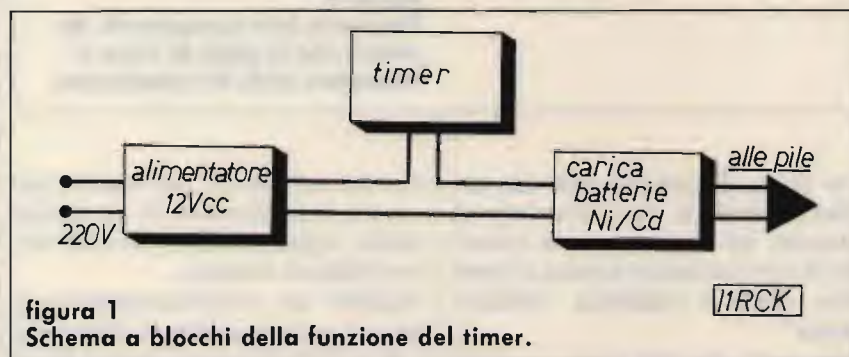 timer
alimentatore
12Vcc
220V
carica
batterie
Ni/Cd
alle pile
I1RCK
figura 1
Schema a blocchi della funzione del timer.